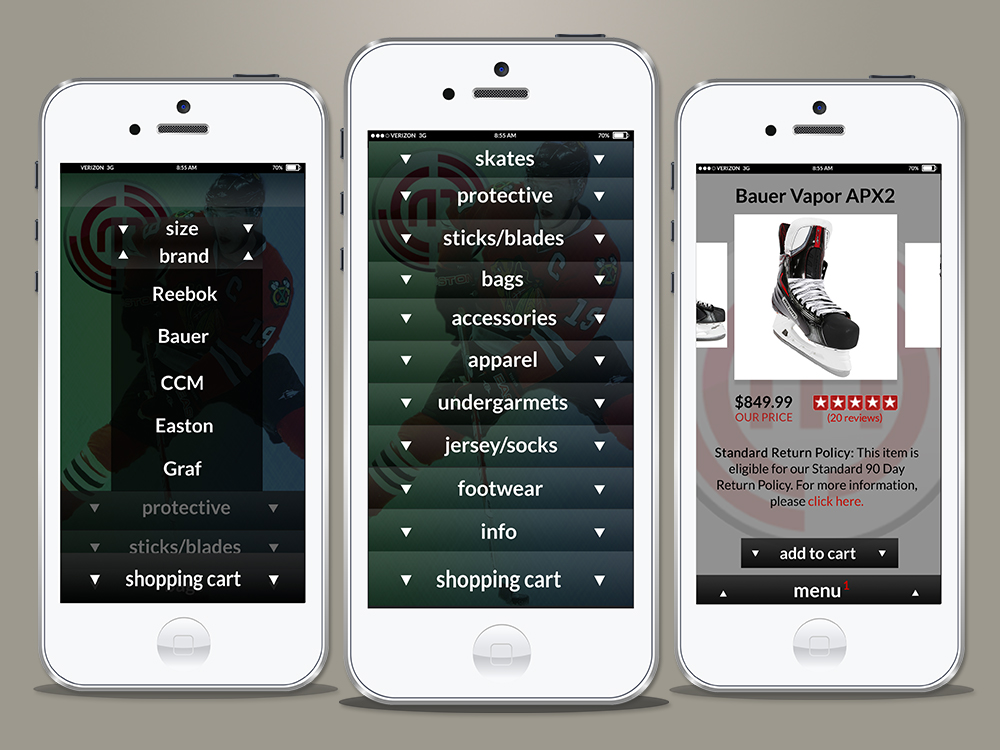 VERIZON 3G 8:55 AM 70%
size
brand
Reebok
Bauer
CCM
Easton
Graf
protective
sticks/blades
shopping cart
VERIZON 3G 8:55 AM 70%
skates
protective
sticks/blades
bags
accessories
apparel
undergarmets
jersey/socks
footwear
info
shopping cart
VERIZON 3G 8:55 AM 70%
Bauer Vapor APX2
$849.99
OUR PRICE
(20 reviews)
Standard Return Policy: This item is
eligible for our Standard 90 Day
Return Policy. For more information,
please click here.
add to cart
menu 1